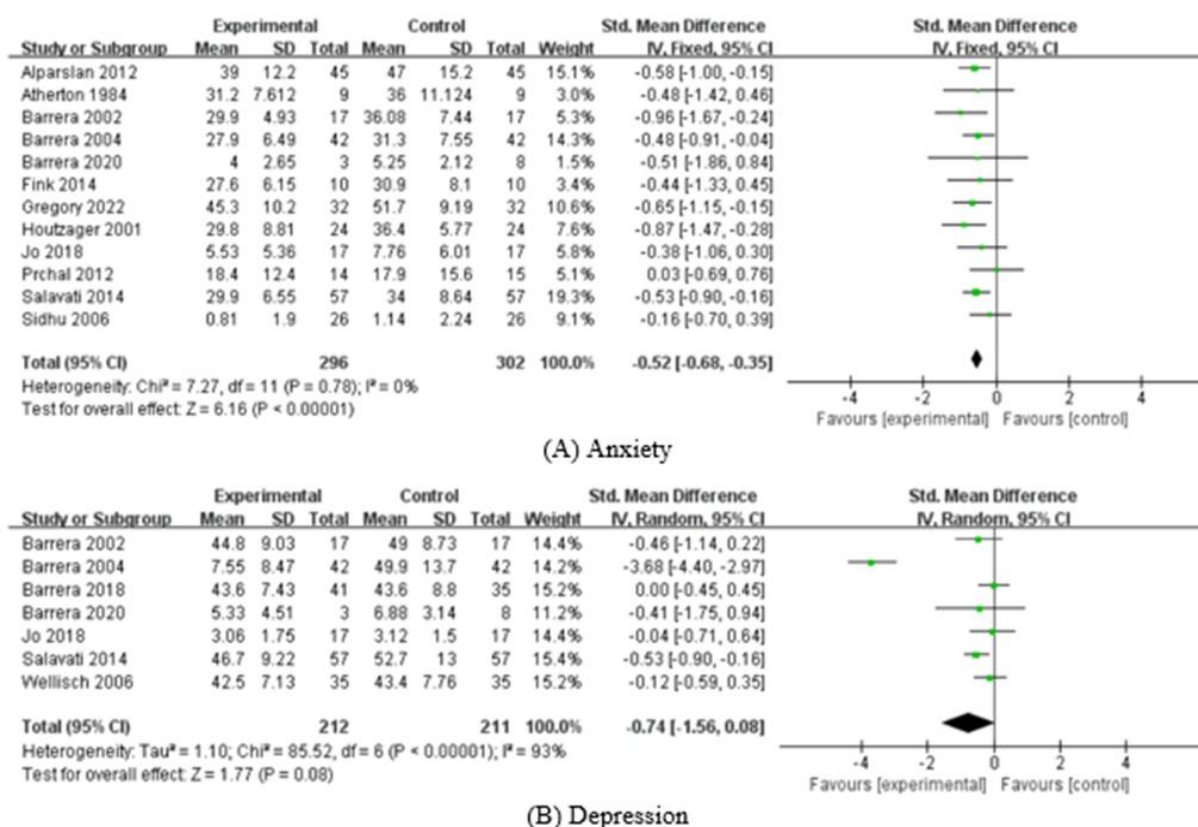 Experimental Control Std. Mean Difference Std. Mean Difference
Study or Subgroup Mean SD Total Mean SD Total Weight IV, Fixed, 95% CI IV, Fixed, 95% CI
Alparslan 2012 39 12.2 45 47 15.2 45 15.1% -0.58 [-1.00, -0.15]
Atherton 1984 31.2 7.612 9 36 11.124 9 3.0% -0.48 [-1.42, 0.46]
Barrera 2002 29.9 4.93 17 36.08 7.44 17 5.3% -0.96 [-1.67, -0.24]
Barrera 2004 27.9 6.49 42 31.3 7.55 42 14.3% -0.48 [-0.91, -0.04]
Barrera 2020 4 2.65 3 5.25 2.12 8 1.5% -0.51 [-1.86, 0.84]
Fink 2014 27.6 6.15 10 30.9 8.1 10 3.4% -0.44 [-1.33, 0.45]
Gregory 2022 45.3 10.2 32 51.7 9.19 32 10.6% -0.65 [-1.15, -0.15]
Houtzager 2001 29.8 8.81 24 36.4 5.77 24 7.6% -0.87 [-1.47, -0.28]
Jo 2018 5.53 5.36 17 7.76 6.01 17 5.8% -0.38 [-1.06, 0.30]
Prchal 2012 18.4 12.4 14 17.9 15.6 15 5.1% 0.03 [-0.69, 0.76]
Salavati 2014 29.9 6.55 57 34 8.64 57 19.3% -0.53 [-0.90, -0.16]
Sidhu 2006 0.81 1.9 26 1.14 2.24 26 9.1% -0.16 [-0.70, 0.39]
Total (95% CI) 296 302 100.0% -0.52 [-0.68, -0.35]
Heterogeneity: Chi² = 7.27, df = 11 (P = 0.78); I² = 0%
Test for overall effect: Z = 6.16 (P < 0.00001)
-4 -2 0 2 4
Favours [experimental] Favours [control]
(A) Anxiety
Experimental Control Std. Mean Difference Std. Mean Difference
Study or Subgroup Mean SD Total Mean SD Total Weight IV, Random, 95% CI IV, Random, 95% CI
Barrera 2002 44.8 9.03 17 49 8.73 17 14.4% -0.46 [-1.14, 0.22]
Barrera 2004 7.55 8.47 42 49.9 13.7 42 14.2% -3.68 [-4.40, -2.97]
Barrera 2018 43.6 7.43 41 43.6 8.8 35 15.2% 0.00 [-0.45, 0.45]
Barrera 2020 5.33 4.51 3 6.88 3.14 8 11.2% -0.41 [-1.75, 0.94]
Jo 2018 3.06 1.75 17 3.12 1.5 17 14.4% -0.04 [-0.71, 0.64]
Salavati 2014 46.7 9.22 57 52.7 13 57 15.4% -0.53 [-0.90, -0.16]
Wellisch 2006 42.5 7.13 35 43.4 7.76 35 15.2% -0.12 [-0.59, 0.35]
Total (95% CI) 212 211 100.0% -0.74 [-1.56, 0.08]
Heterogeneity: Tau² = 1.10; Chi² = 85.52, df = 6 (P < 0.00001); I² = 93%
Test for overall effect: Z = 1.77 (P = 0.08)
-4 -2 0 2 4
Favours [experimental] Favours [control]
(B) Depression